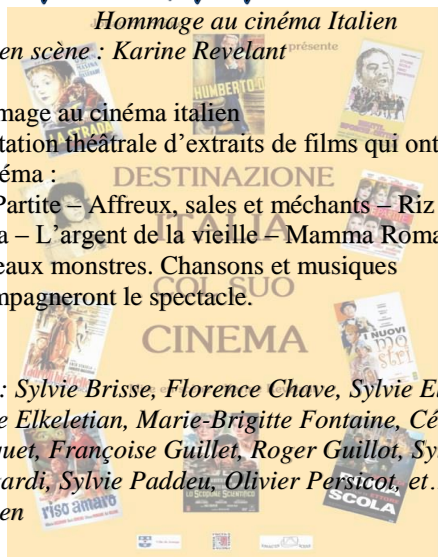 Hommage au cinéma Italien
en scène : Karine Revelant
présente
mage au cinéma italien
tation théâtrale d'extraits de films qui ont
éma :
Partite – Affreux, sales et méchants – Riz
a – L'argent de la vieille – Mamma Roma
eaux monstres. Chansons et musiques
mpagneront le spectacle.
LA STRADA
HUMBERTO D
DESTINAZIONE
ITALIA
COL SUO
CINEMA
I NUOVI
mostri
: Sylvie Brisse, Florence Chave, Sylvie El
e Elkeletian, Marie-Brigitte Fontaine, Cé
quet, Françoise Guillet, Roger Guillot, Sy
ardi, Sylvie Paddeu, Olivier Persicot, et…
en
riso amaro
LO SCOPONE SCIENTIFICO
SCOLA